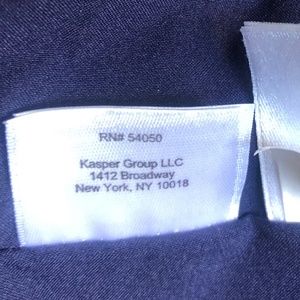 RN# 54050
Kasper Group LLC
1412 Broadway
New York, NY 10018